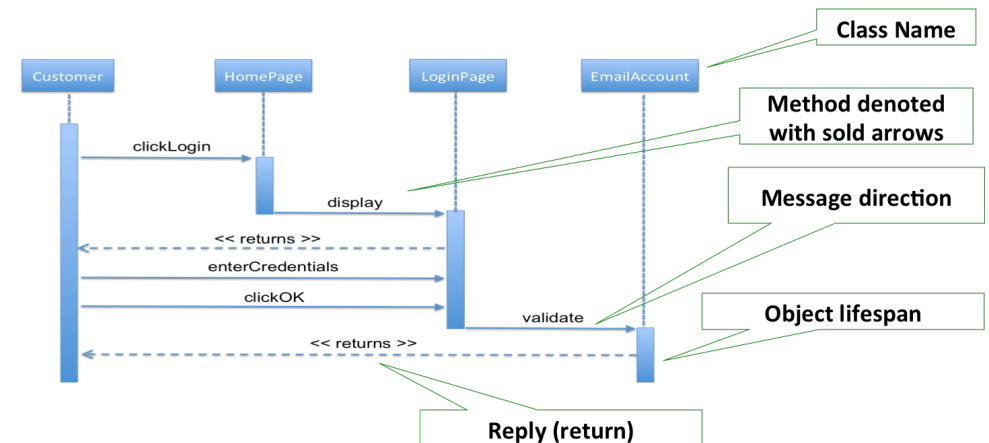 Class Name
Customer
HomePage
LoginPage
EmailAccount
Method denoted
with sold arrows
clickLogin
display
Message direction
<< returns >>
enterCredentials
clickOK
validate
Object lifespan
<< returns >>
Reply (return)